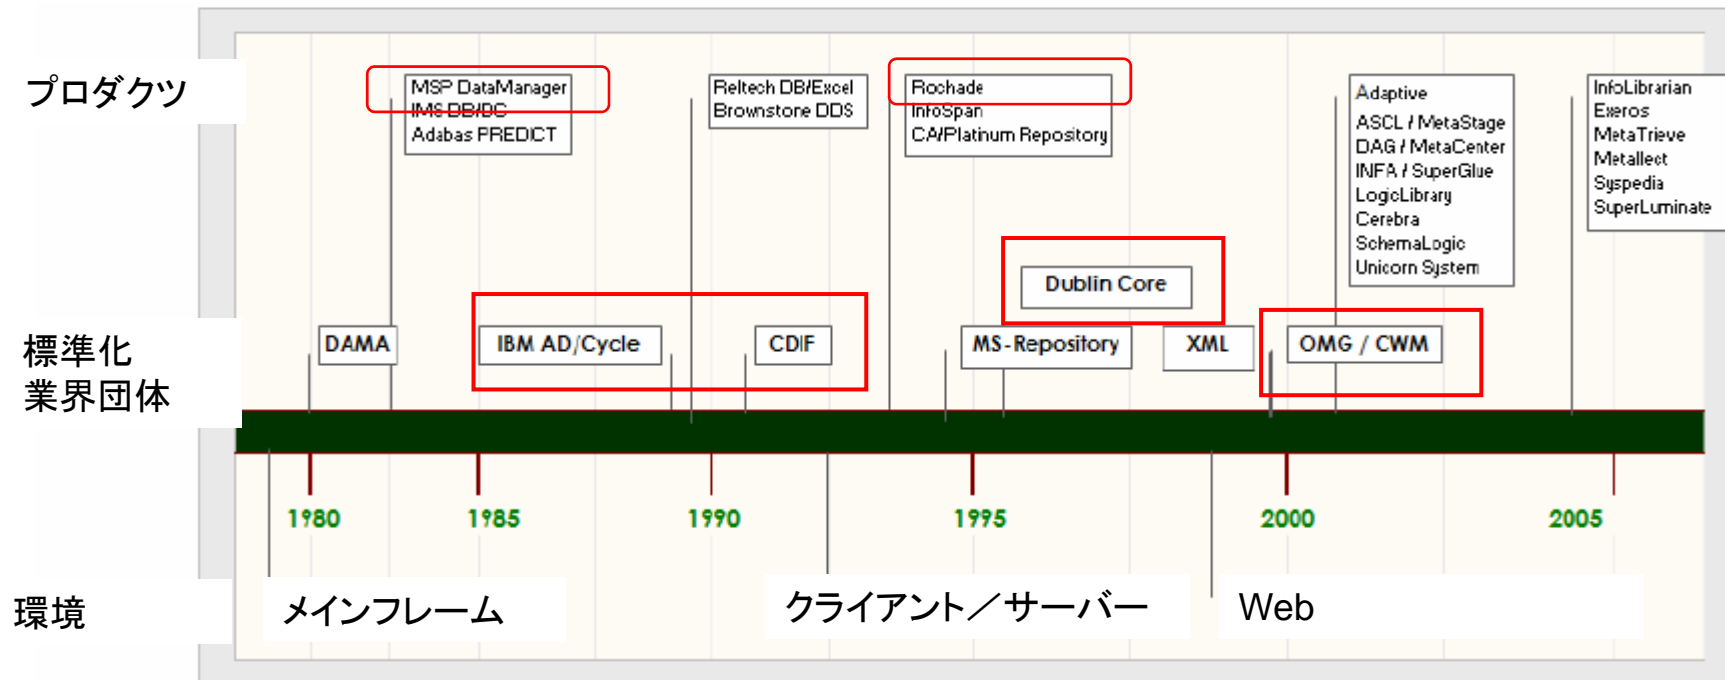 プロダクツ
MSP DataManager
IMS DB/DC
Adabas PREDICT
Reltech DB/Excel
Brownstone DDS
Rochade
InfoSpan
CA/Platinum Repository
Adaptive
ASCL / MetaStage
DAG / MetaCenter
INFA / SuperGlue
LogicLibrary
Cerebra
SchemaLogic
Unicorn System
InfoLibrarian
Exeros
MetaTrieve
Metallect
Syspedia
SuperLuminate
標準化
業界団体
DAMA
IBM AD/Cycle
CDIF
Dublin Core
MS-Repository
XML
OMG / CWM
1980
1985
1990
1995
2000
2005
環境
メインフレーム
クライアント／サーバー
Web